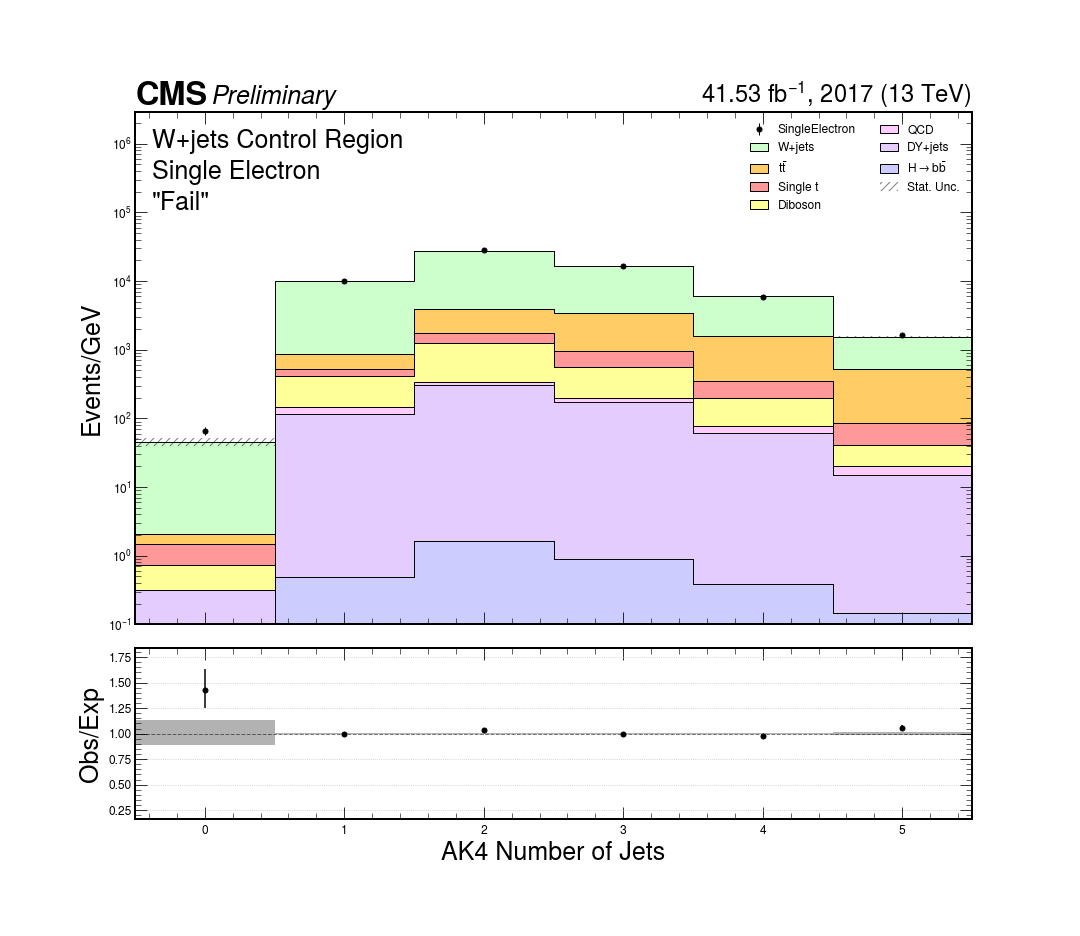 CMS Preliminary
41.53 fb⁻¹, 2017 (13 TeV)
W+jets Control Region
Single Electron
"Fail"
SingleElectron
W+jets
tt̄
Single t
Diboson
QCD
DY+jets
H→bb̄
Stat. Unc.
Events/GeV
10⁶
10⁵
10⁴
10³
10²
10¹
10⁰
10⁻¹
Obs/Exp
1.75
1.50
1.25
1.00
0.75
0.50
0.25
0 1 2 3 4 5
AK4 Number of Jets